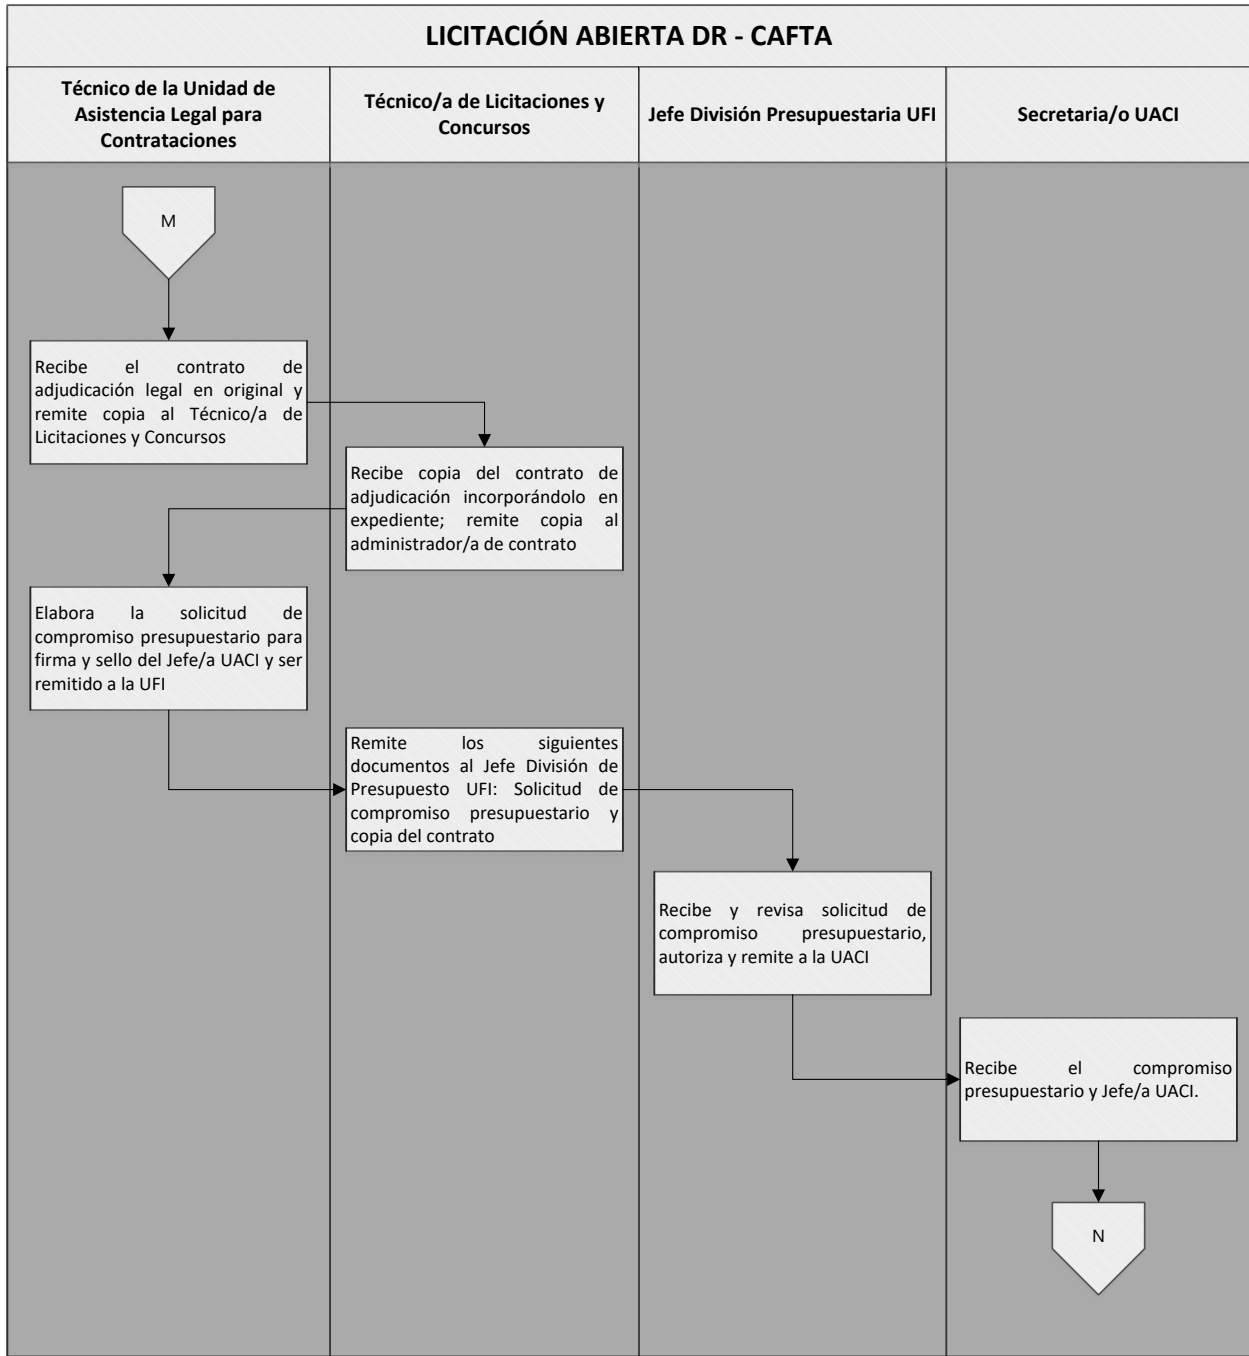 LICITACIÓN ABIERTA DR - CAFTA
Técnico de la Unidad de
Asistencia Legal para
Contrataciones
Técnico/a de Licitaciones y
Concursos
Jefe División Presupuestaria UFI
Secretaria/o UACI
M
Recibe el contrato de
adjudicación legal en original y
remite copia al Técnico/a de
Licitaciones y Concursos
Recibe copia del contrato de
adjudicación incorporándolo en
expediente; remite copia al
administrador/a de contrato
Elabora la solicitud de
compromiso presupuestario para
firma y sello del Jefe/a UACI y ser
remitido a la UFI
Remite los siguientes
documentos al Jefe División de
Presupuesto UFI: Solicitud de
compromiso presupuestario y
copia del contrato
Recibe y revisa solicitud de
compromiso presupuestario,
autoriza y remite a la UACI
Recibe el compromiso
presupuestario y Jefe/a UACI.
N